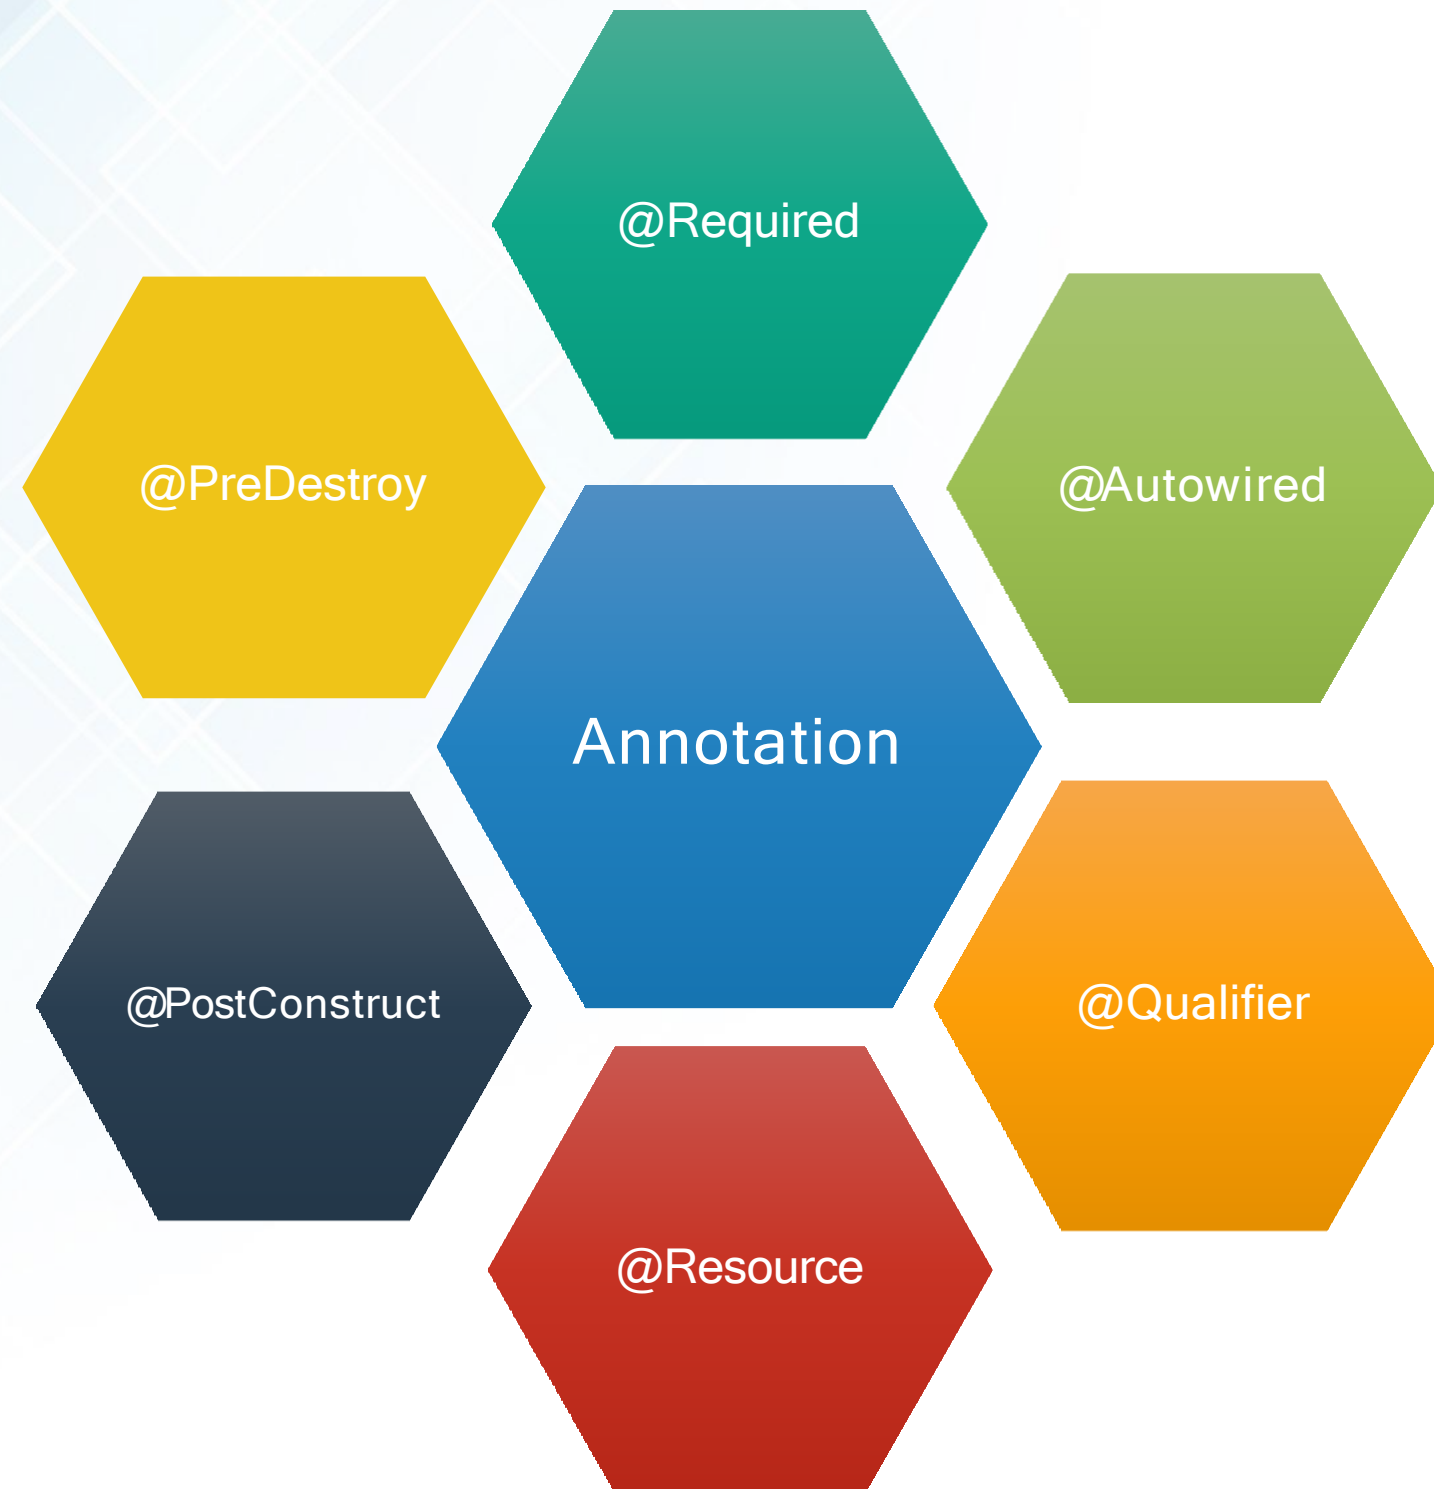 @Required
@PreDestroy
@Autowired
Annotation
@PostConstruct
@Qualifier
@Resource